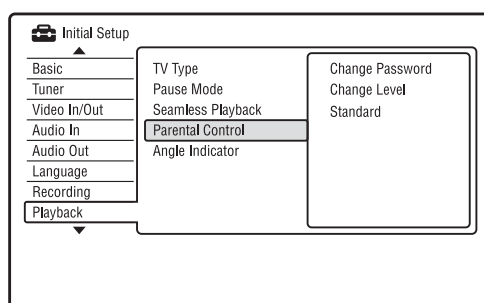 Initial Setup
Basic
Tuner
Video In/Out
Audio In
Audio Out
Language
Recording
Playback
TV Type
Pause Mode
Seamless Playback
Parental Control
Angle Indicator
Change Password
Change Level
Standard